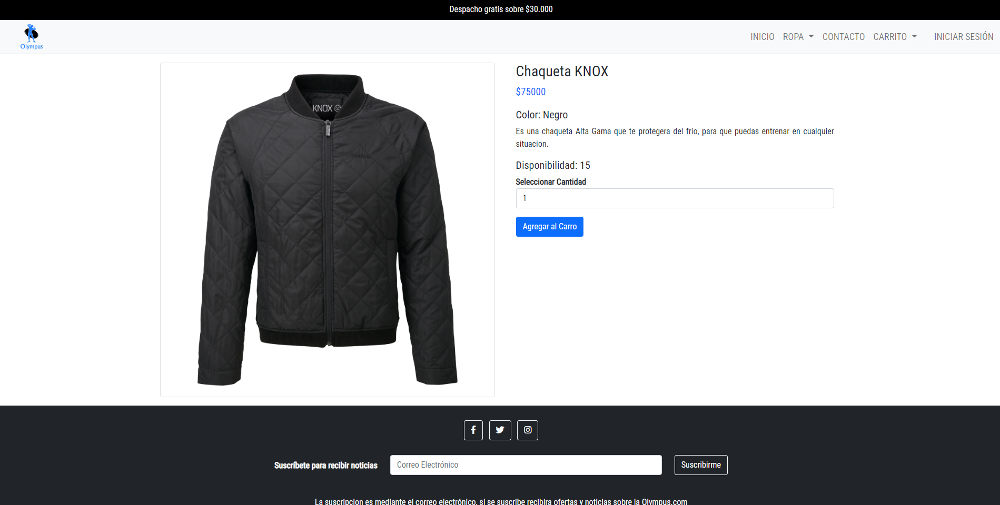 Despacho gratis sobre $30.000
Olympus
INICIO ROPA CONTACTO CARRITO INICIAR SESIÓN
KNOX
Chaqueta KNOX
$75000
Color: Negro
Es una chaqueta Alta Gama que te protegera del frio, para que puedas entrenar en cualquier
situacion.
Disponibilidad: 15
Seleccionar Cantidad
1
Agregar al Carro
Suscríbete para recibir noticias
Correo Electrónico
Suscribirme
La suscripcion es mediante el correo electrónico, si se suscribe recibira ofertas y noticias sobre la Olympus.com